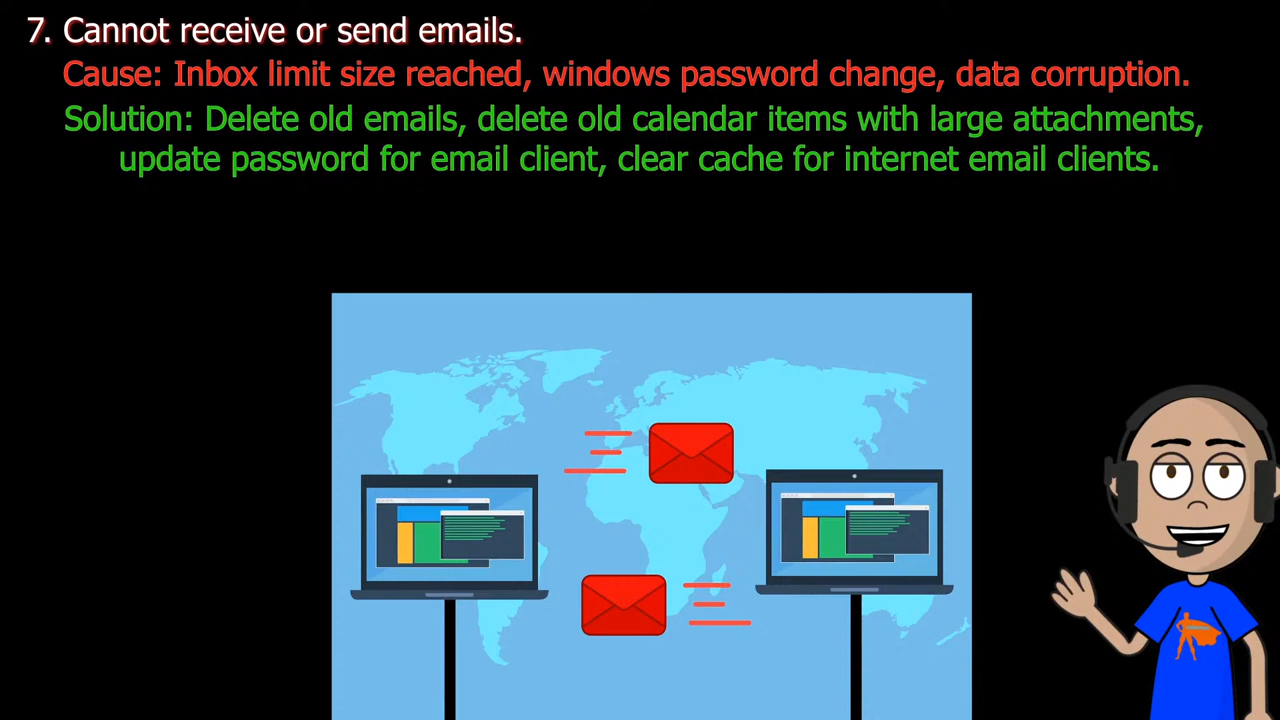 7. Cannot receive or send emails.
Cause: Inbox limit size reached, windows password change, data corruption.
Solution: Delete old emails, delete old calendar items with large attachments,
update password for email client, clear cache for internet email clients.